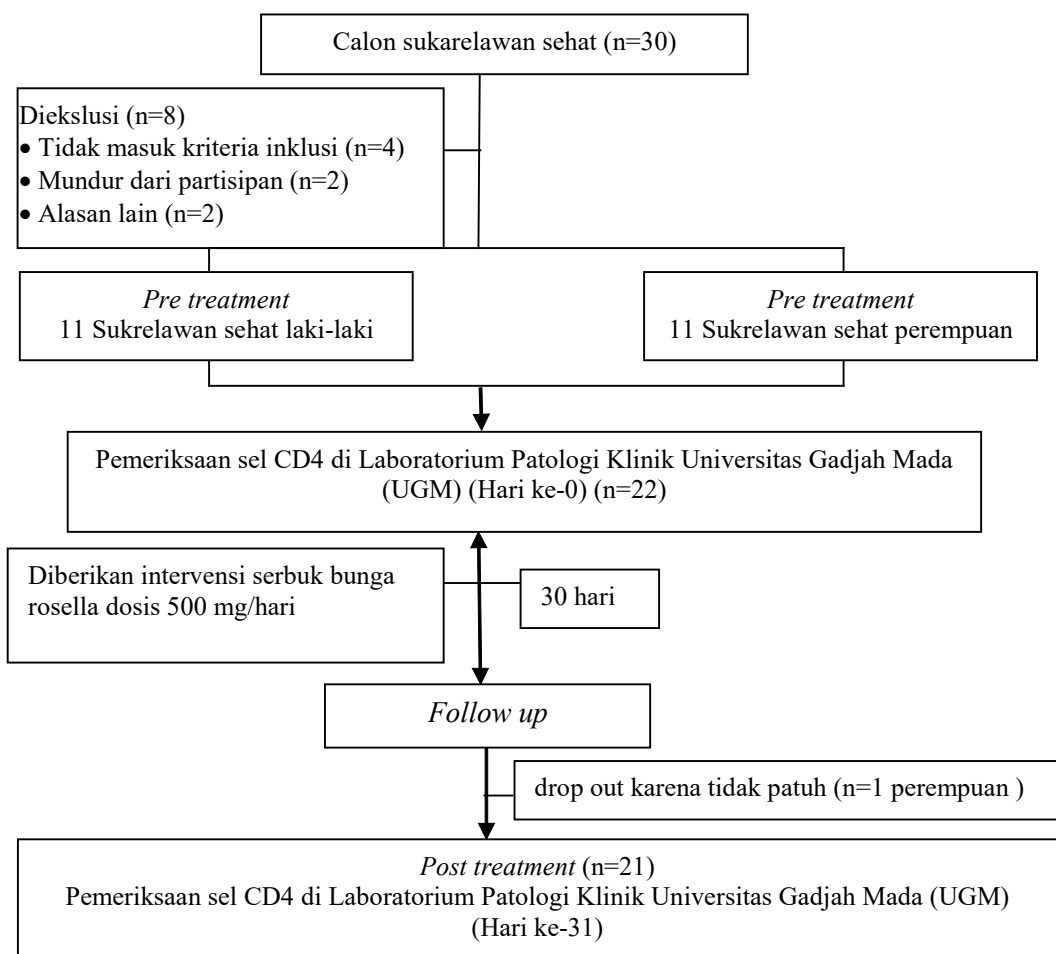 Calon sukarelawan sehat (n=30)
Diekslusi (n=8)
• Tidak masuk kriteria inklusi (n=4)
• Mundur dari partisipan (n=2)
• Alasan lain (n=2)
Pre treatment
11 Sukrelawan sehat laki-laki
Pre treatment
11 Sukrelawan sehat perempuan
Pemeriksaan sel CD4 di Laboratorium Patologi Klinik Universitas Gadjah Mada
(UGM) (Hari ke-0) (n=22)
Diberikan intervensi serbuk bunga
rosella dosis 500 mg/hari
30 hari
Follow up
drop out karena tidak patuh (n=1 perempuan )
Post treatment (n=21)
Pemeriksaan sel CD4 di Laboratorium Patologi Klinik Universitas Gadjah Mada (UGM)
(Hari ke-31)